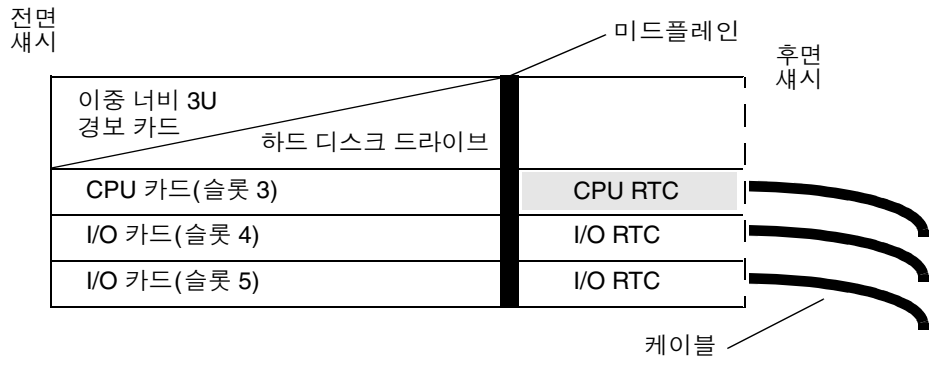 전면
섀시
미드플레인
후면
섀시
이중 너비 3U
경보 카드
하드 디스크 드라이브
CPU 카드(슬롯 3)
CPU RTC
I/O 카드(슬롯 4)
I/O RTC
I/O 카드(슬롯 5)
I/O RTC
케이블